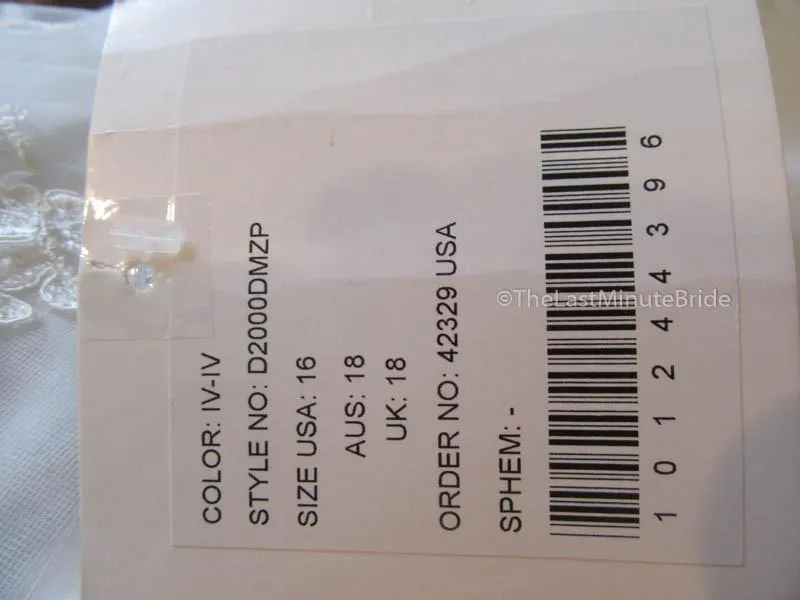 COLOR: IV-IV
STYLE NO: D2000DMZP
SIZE USA: 16
AUS: 18
UK: 18
ORDER NO: 42329 USA
SPHEM: -
1 0 1 2 4 4 3 9 6
©TheLastMinuteBride